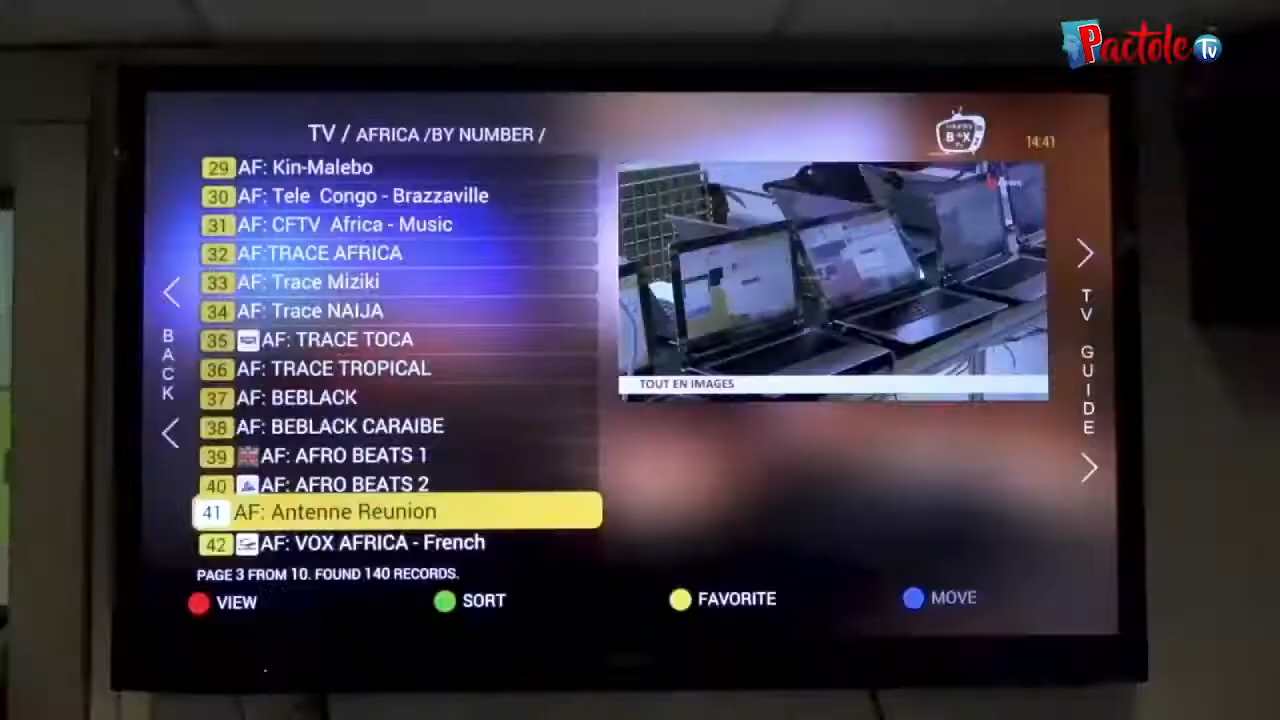 Pactole Tv
TV / AFRICA /BY NUMBER /
14:41
29 AF: Kin-Malebo
30 AF: Tele Congo - Brazzaville
31 AF: CFTV Africa - Music
32 AF:TRACE AFRICA
33 AF: Trace Miziki
34 AF: Trace NAIJA
35 AF: TRACE TOCA
36 AF: TRACE TROPICAL
37 AF: BEBLACK
38 AF: BEBLACK CARAIBE
39 AF: AFRO BEATS 1
40 AF: AFRO BEATS 2
41 AF: Antenne Reunion
42 AF: VOX AFRICA - French
PAGE 3 FROM 10. FOUND 140 RECORDS.
VIEW
SORT
FAVORITE
MOVE
BACK
TOUT EN IMAGES
TV GUIDE